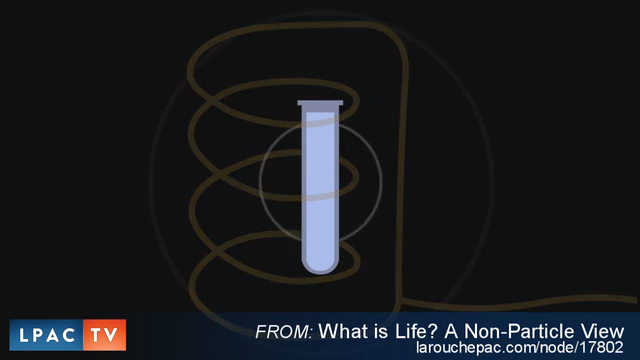 LPAC TV
FROM: What is Life? A Non-Particle View
larouchepac.com/node/17802